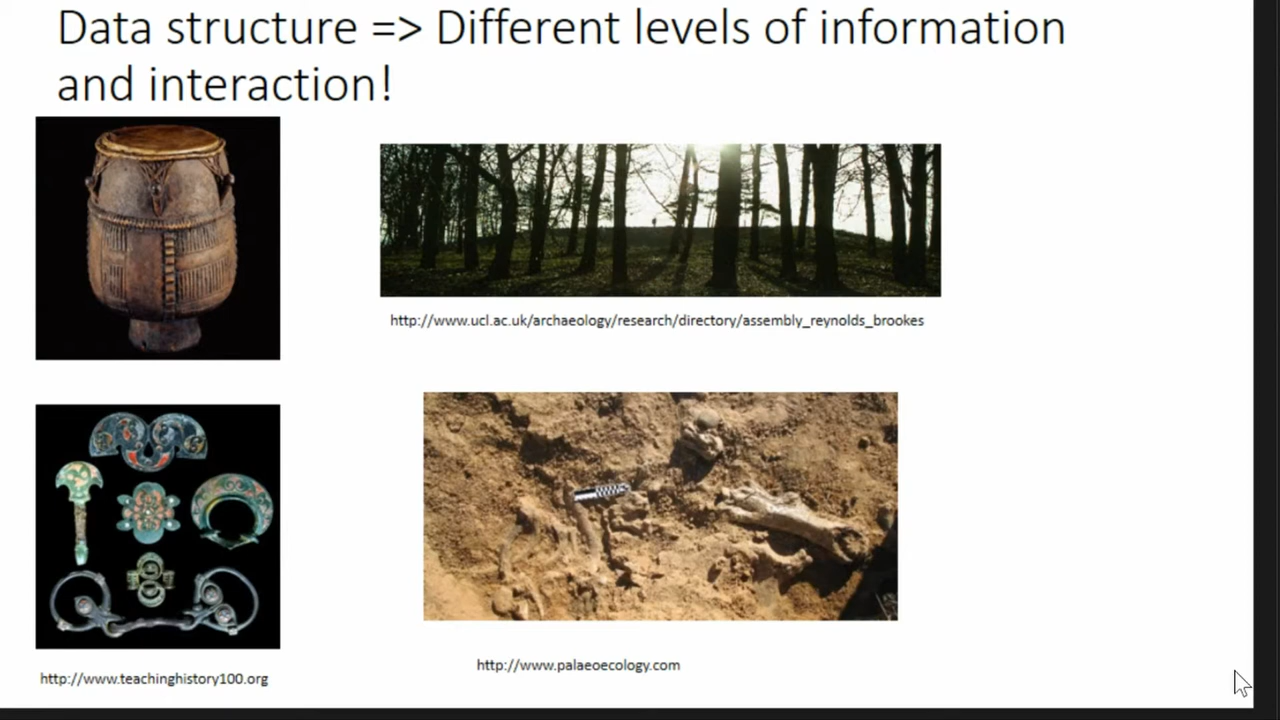 Data structure => Different levels of information
and interaction!
http://www.ucl.ac.uk/archaeology/research/directory/assembly_reynolds_brookes
http://www.teachinghistory100.org
http://www.palaeoecology.com